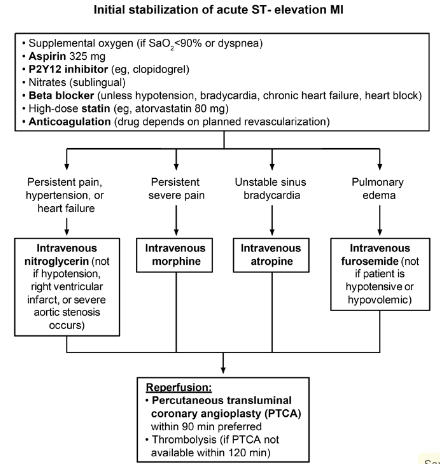 Initial stabilization of acute ST- elevation MI
• Supplemental oxygen (if SaO₂<90% or dyspnea)
• Aspirin 325 mg
• P2Y12 inhibitor (eg, clopidogrel)
• Nitrates (sublingual)
• Beta blocker (unless hypotension, bradycardia, chronic heart failure, heart block)
• High-dose statin (eg, atorvastatin 80 mg)
• Anticoagulation (drug depends on planned revascularization)
Persistent pain,
hypertension, or
heart failure
Persistent
severe pain
Unstable sinus
bradycardia
Pulmonary
edema
Intravenous
nitroglycerin (not
if hypotension,
right ventricular
infarct, or severe
aortic stenosis
occurs)
Intravenous
morphine
Intravenous
atropine
Intravenous
furosemide (not
if patient is
hypotensive or
hypovolemic)
Reperfusion:
• Percutaneous transluminal
coronary angioplasty (PTCA)
within 90 min preferred
• Thrombolysis (if PTCA not
available within 120 min)